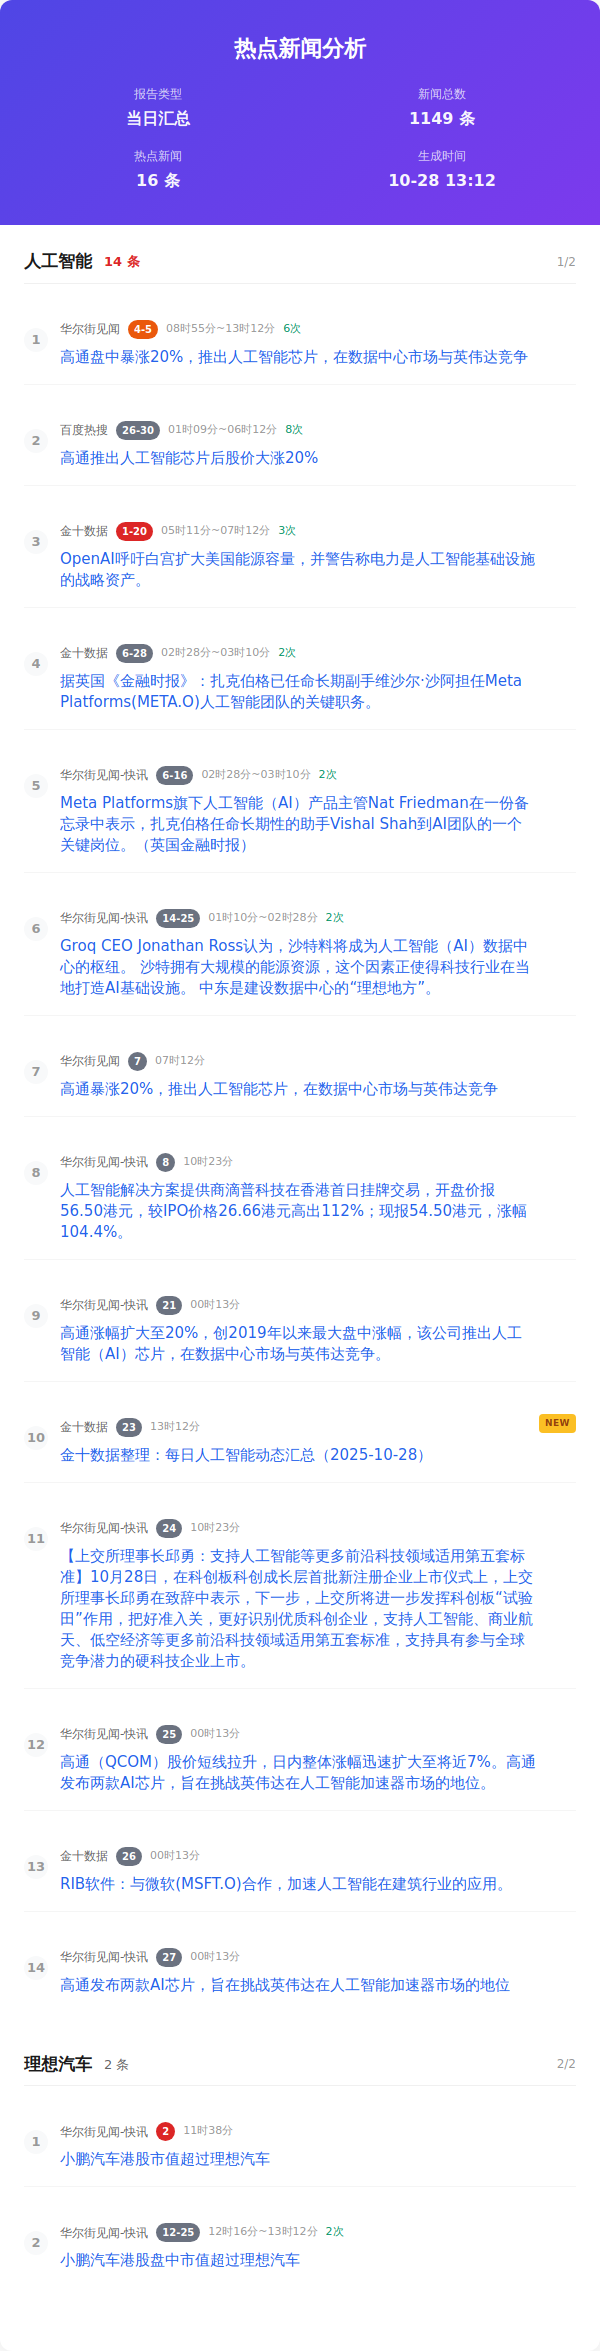 热点新闻分析
报告类型
当日汇总
新闻总数
1149 条
热点新闻
16 条
生成时间
10-28 13:12
人工智能 14 条 1/2
1
华尔街见闻 4-5 08时55分~13时12分 6次
高通盘中暴涨20%，推出人工智能芯片，在数据中心市场与英伟达竞争
2
百度热搜 26-30 01时09分~06时12分 8次
高通推出人工智能芯片后股价大涨20%
3
金十数据 1-20 05时11分~07时12分 3次
OpenAI呼吁白宫扩大美国能源容量，并警告称电力是人工智能基础设施
的战略资产。
4
金十数据 6-28 02时28分~03时10分 2次
据英国《金融时报》：扎克伯格已任命长期副手维沙尔·沙阿担任Meta
Platforms(META.O)人工智能团队的关键职务。
5
华尔街见闻-快讯 6-16 02时28分~03时10分 2次
Meta Platforms旗下人工智能（AI）产品主管Nat Friedman在一份备
忘录中表示，扎克伯格任命长期性的助手Vishal Shah到AI团队的一个
关键岗位。（英国金融时报）
6
华尔街见闻-快讯 14-25 01时10分~02时28分 2次
Groq CEO Jonathan Ross认为，沙特料将成为人工智能（AI）数据中
心的枢纽。 沙特拥有大规模的能源资源，这个因素正使得科技行业在当
地打造AI基础设施。 中东是建设数据中心的“理想地方”。
7
华尔街见闻 7 07时12分
高通暴涨20%，推出人工智能芯片，在数据中心市场与英伟达竞争
8
华尔街见闻-快讯 8 10时23分
人工智能解决方案提供商滴普科技在香港首日挂牌交易，开盘价报
56.50港元，较IPO价格26.66港元高出112%；现报54.50港元，涨幅
104.4%。
9
华尔街见闻-快讯 21 00时13分
高通涨幅扩大至20%，创2019年以来最大盘中涨幅，该公司推出人工
智能（AI）芯片，在数据中心市场与英伟达竞争。
10
金十数据 23 13时12分 NEW
金十数据整理：每日人工智能动态汇总（2025-10-28）
11
华尔街见闻-快讯 24 10时23分
【上交所理事长邱勇：支持人工智能等更多前沿科技领域适用第五套标
准】10月28日，在科创板科创成长层首批新注册企业上市仪式上，上交
所理事长邱勇在致辞中表示，下一步，上交所将进一步发挥科创板“试验
田”作用，把好准入关，更好识别优质科创企业，支持人工智能、商业航
天、低空经济等更多前沿科技领域适用第五套标准，支持具有参与全球
竞争潜力的硬科技企业上市。
12
华尔街见闻-快讯 25 00时13分
高通（QCOM）股价短线拉升，日内整体涨幅迅速扩大至将近7%。高通
发布两款AI芯片，旨在挑战英伟达在人工智能加速器市场的地位。
13
金十数据 26 00时13分
RIB软件：与微软(MSFT.O)合作，加速人工智能在建筑行业的应用。
14
华尔街见闻-快讯 27 00时13分
高通发布两款AI芯片，旨在挑战英伟达在人工智能加速器市场的地位
理想汽车 2 条 2/2
1
华尔街见闻-快讯 2 11时38分
小鹏汽车港股市值超过理想汽车
2
华尔街见闻-快讯 12-25 12时16分~13时12分 2次
小鹏汽车港股盘中市值超过理想汽车